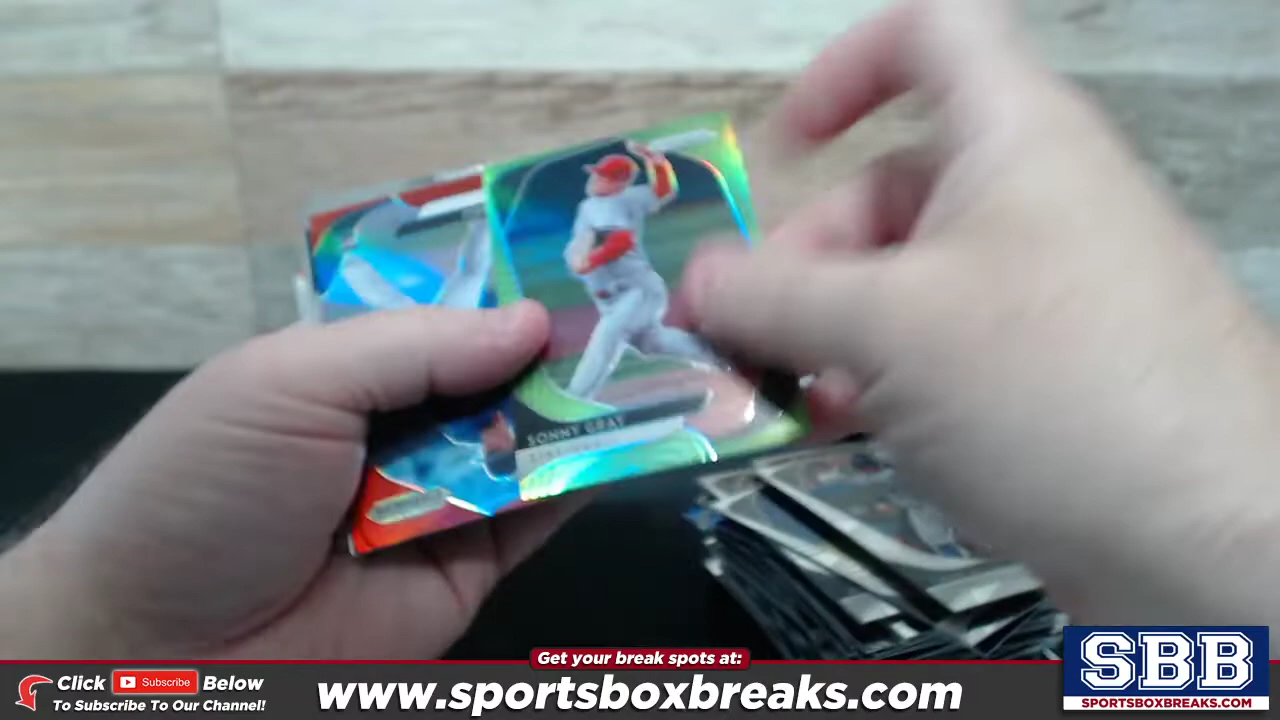 SONNY GRAY
Get your break spots at:
Click Subscribe Below
To Subscribe To Our Channel!
www.sportsboxbreaks.com
SBB
SPORTSBOXBREAKS.COM